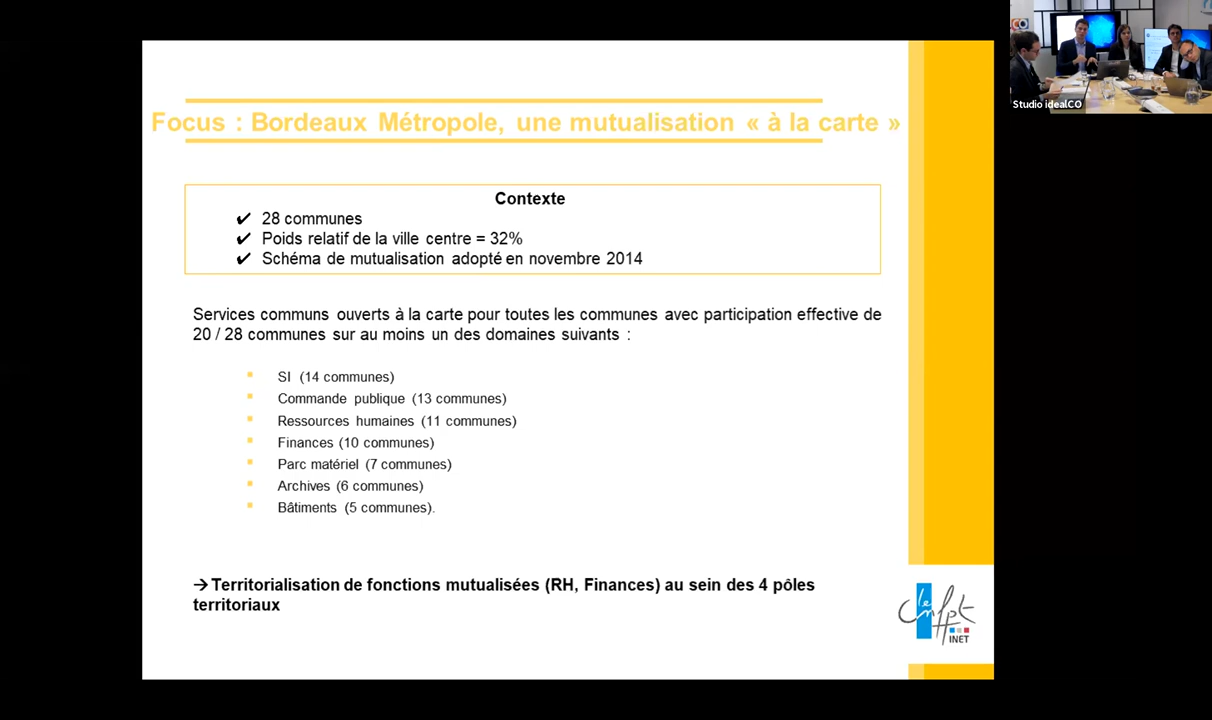 Studio idealCO
Focus : Bordeaux Métropole, une mutualisation « à la carte »
Contexte
✔ 28 communes
✔ Poids relatif de la ville centre = 32%
✔ Schéma de mutualisation adopté en novembre 2014
Services communs ouverts à la carte pour toutes les communes avec participation effective de
20 / 28 communes sur au moins un des domaines suivants :
▪ SI (14 communes)
▪ Commande publique (13 communes)
▪ Ressources humaines (11 communes)
▪ Finances (10 communes)
▪ Parc matériel (7 communes)
▪ Archives (6 communes)
▪ Bâtiments (5 communes).
→ Territorialisation de fonctions mutualisées (RH, Finances) au sein des 4 pôles
territoriaux
le cnfpt
INET